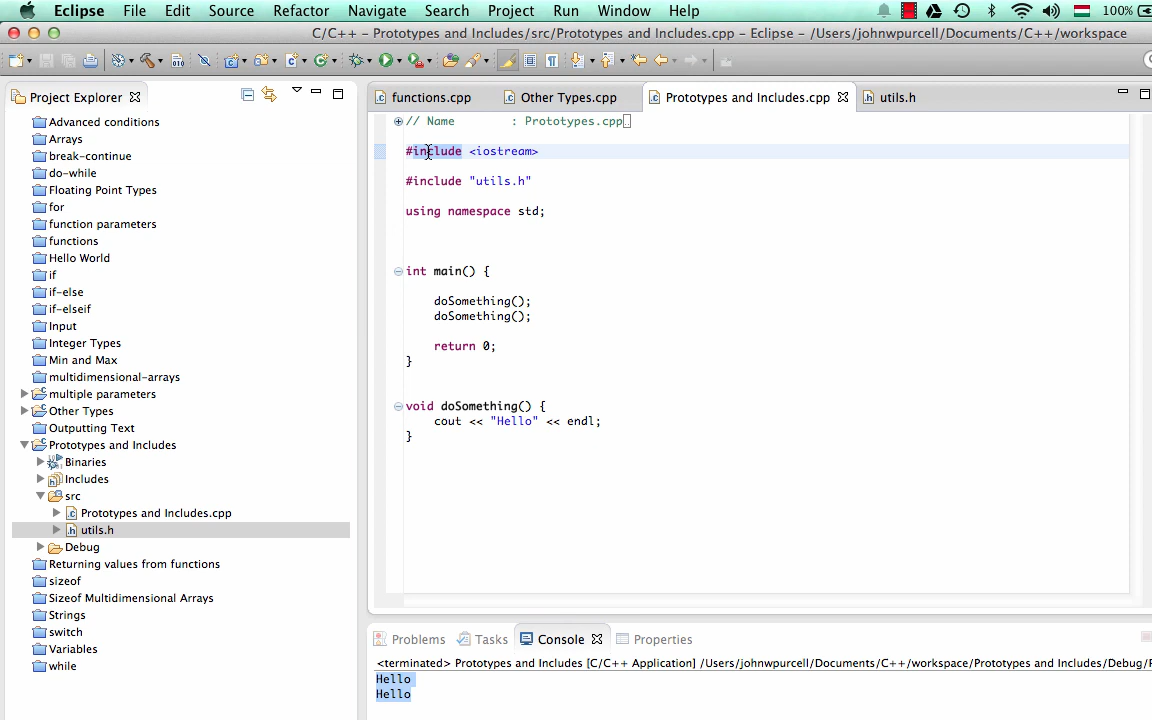 Eclipse File Edit Source Refactor Navigate Search Project Run Window Help 100%
C/C++ – Prototypes and Includes/src/Prototypes and Includes.cpp – Eclipse – /Users/johnwpurcell/Documents/C++/workspace
Project Explorer
functions.cpp Other Types.cpp Prototypes and Includes.cpp utils.h
Advanced conditions
Arrays
break-continue
do-while
Floating Point Types
for
function parameters
functions
Hello World
if
if-else
if-elseif
Input
Integer Types
Min and Max
multidimensional-arrays
multiple parameters
Other Types
Outputting Text
Prototypes and Includes
Binaries
Includes
src
Prototypes and Includes.cpp
utils.h
Debug
Returning values from functions
sizeof
Sizeof Multidimensional Arrays
Strings
switch
Variables
while
// Name : Prototypes.cpp
#include <iostream>
#include "utils.h"
using namespace std;
int main() {
doSomething();
doSomething();
return 0;
}
void doSomething() {
cout << "Hello" << endl;
}
Problems Tasks Console Properties
<terminated> Prototypes and Includes [C/C++ Application] /Users/johnwpurcell/Documents/C++/workspace/Prototypes and Includes/Debug/
Hello
Hello